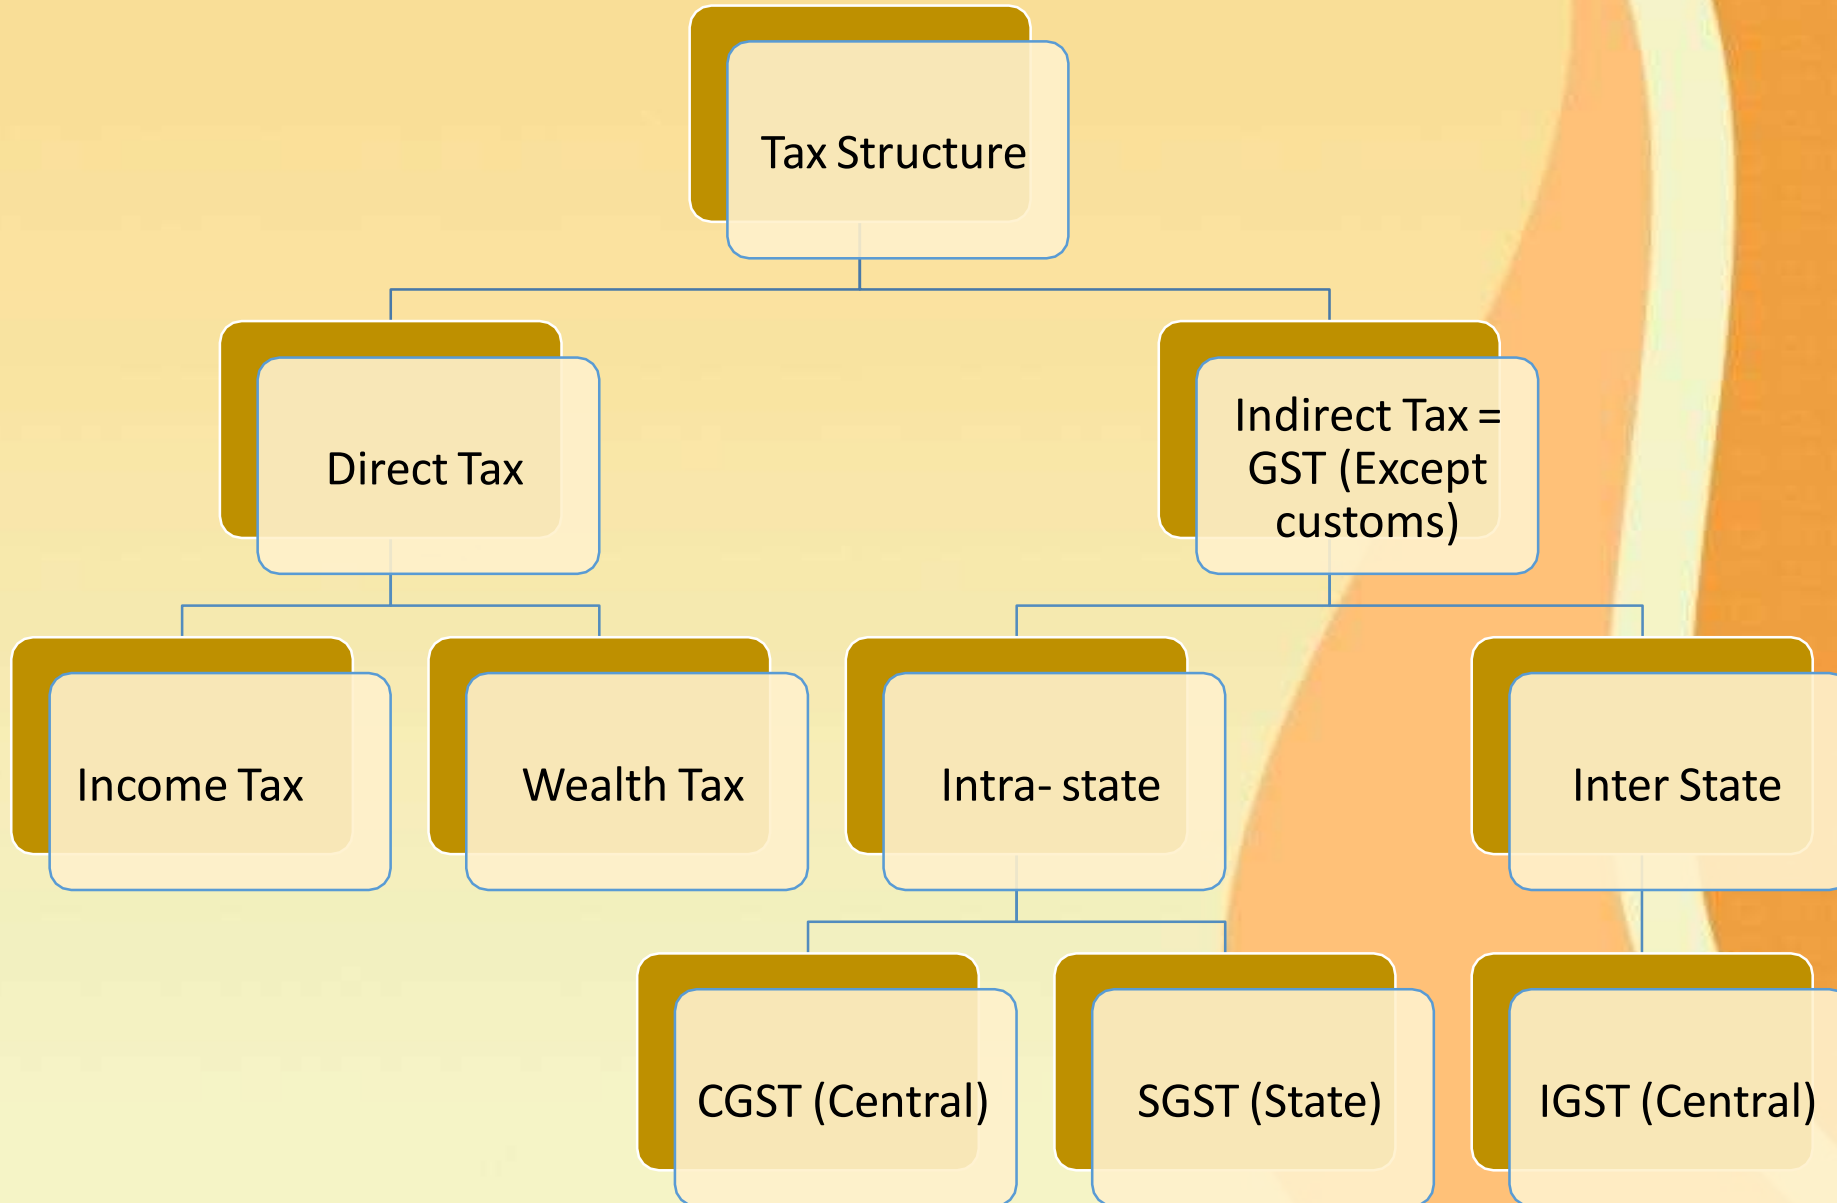 Tax Structure
Direct Tax
Indirect Tax =
GST (Except
customs)
Income Tax
Wealth Tax
Intra- state
Inter State
CGST (Central)
SGST (State)
IGST (Central)